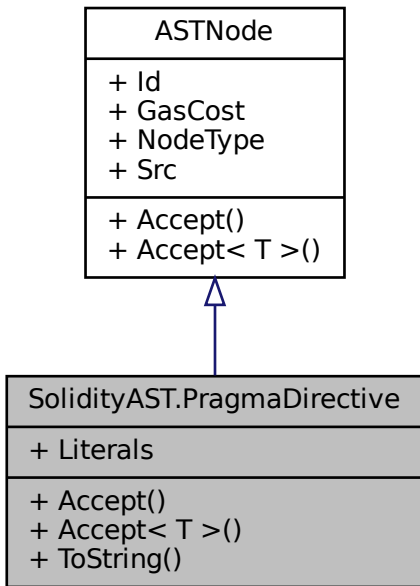 ASTNode
+ Id
+ GasCost
+ NodeType
+ Src
+ Accept()
+ Accept< T >()
SolidityAST.PragmaDirective
+ Literals
+ Accept()
+ Accept< T >()
+ ToString()